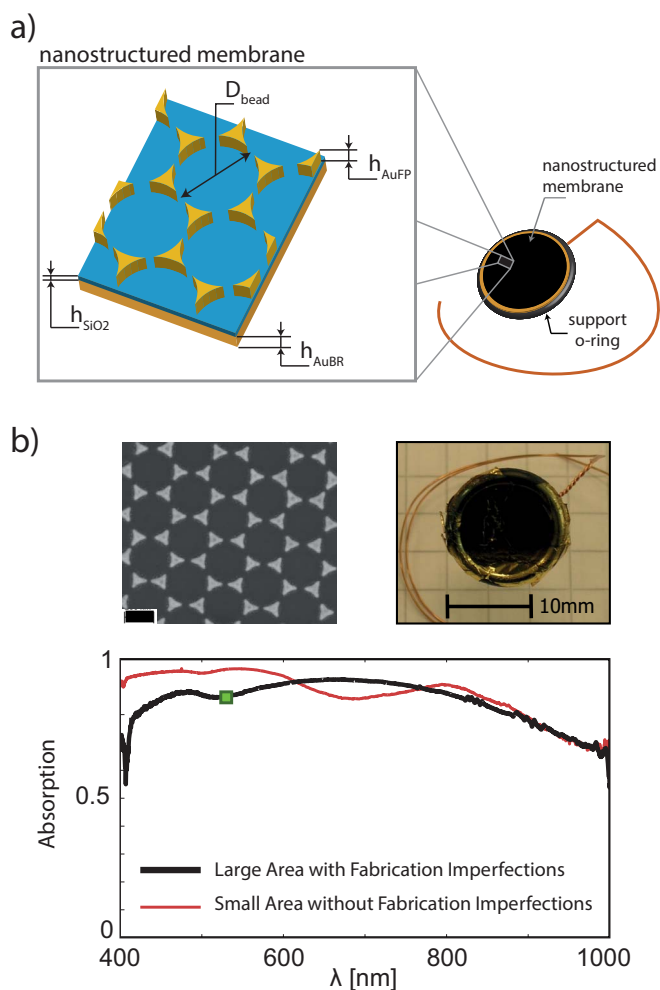 a)
nanostructured membrane
D bead
h AuFP
nanostructured
membrane
h SiO2
h AuBR
support
o-ring
b)
10mm
1
0.5
0
Absorption
Large Area with Fabrication Imperfections
Small Area without Fabrication Imperfections
400
600
800
1000
λ [nm]